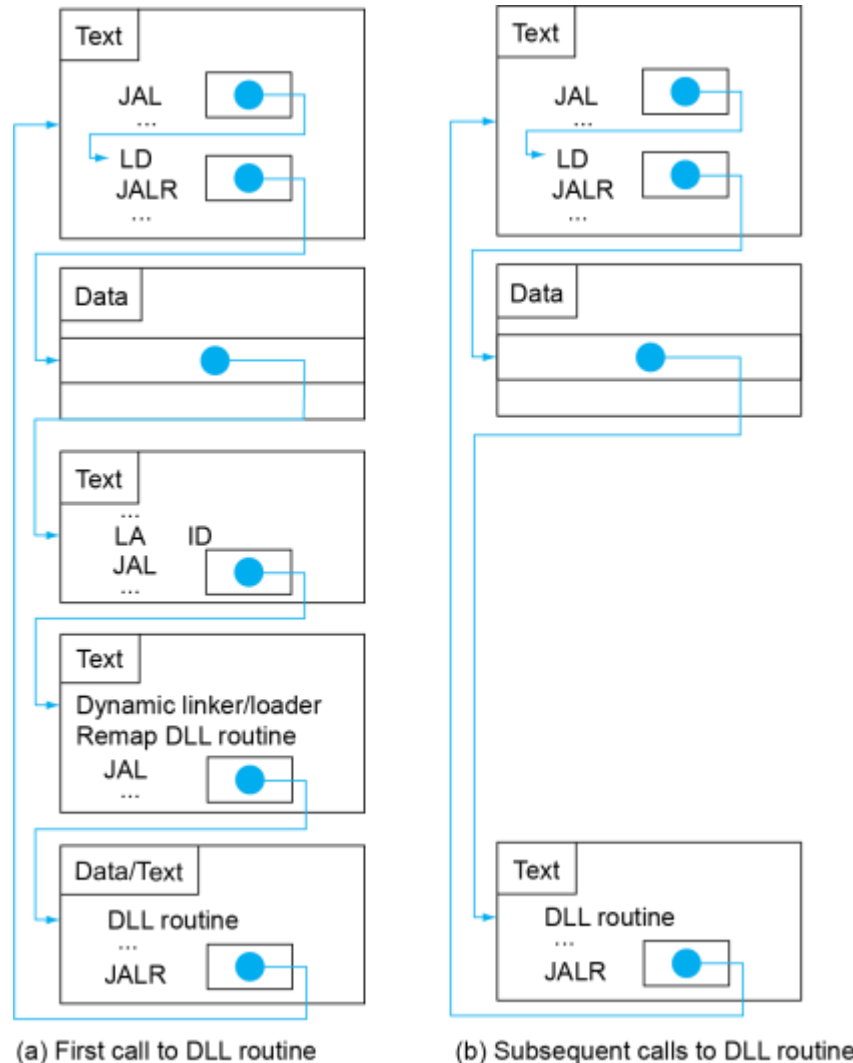 Text
JAL
...
LD
JALR
...
Data
Text
...
LA ID
JAL
...
Text
Dynamic linker/loader
Remap DLL routine
JAL
...
Data/Text
DLL routine
...
JALR
(a) First call to DLL routine
Text
JAL
...
LD
JALR
...
Data
Text
DLL routine
...
JALR
(b) Subsequent calls to DLL routine